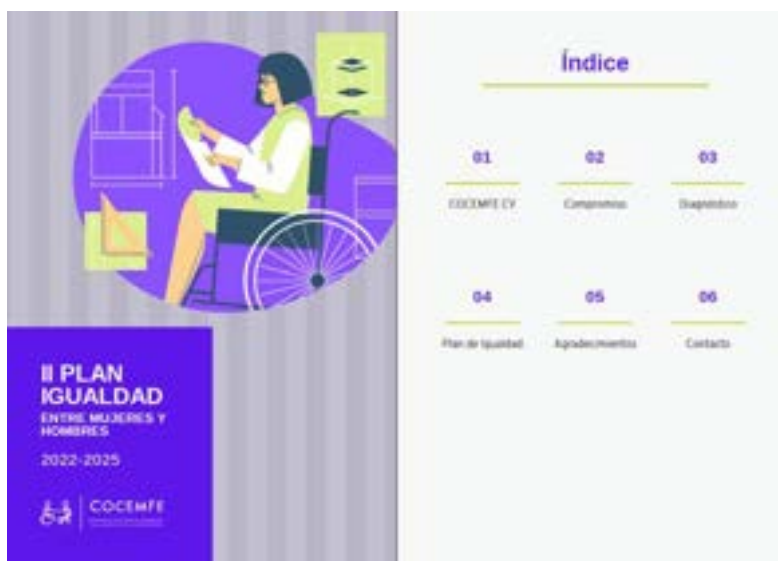 II PLAN
IGUALDAD
ENTRE MUJERES Y
HOMBRES
2022-2025
COCEMFE
Índice
01
02
03
COCEMFE CV
Compromiso
Diagnóstico
04
05
06
Plan de Igualdad
Agradecimientos
Contacto